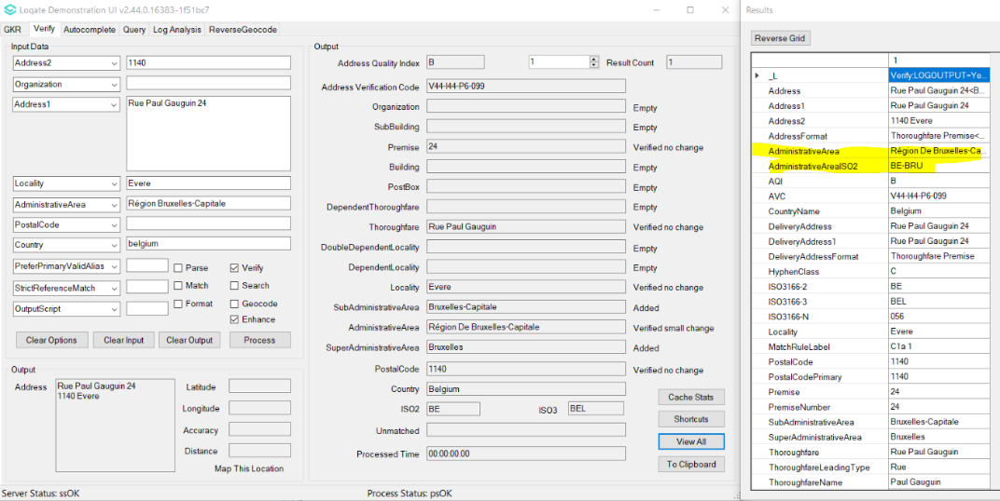 Loqate Demonstration UI v2.44.0.16383-1f51bc7
GKR Verify Autocomplete Query Log Analysis ReverseGeocode
Input Data
Address2 1140
Organization
Address1 Rue Paul Gauguin 24
Locality Evere
AdministrativeArea Région Bruxelles-Capitale
PostalCode
Country belgium
PreferPrimaryValidAlias Parse Verify
StrictReferenceMatch Match Search
OutputScript Format Geocode
Enhance
Clear Options Clear Input Clear Output Process
Output
Address Rue Paul Gauguin 24
1140 Evere
Latitude
Longitude
Accuracy
Distance
Map This Location
Server Status: ssOK
Output
Address Quality Index B 1 Result Count 1
Address Verification Code V44-I44-P6-099
Organization Empty
SubBuilding Empty
Premise 24 Verified no change
Building Empty
PostBox Empty
DependentThoroughfare Empty
Thoroughfare Rue Paul Gauguin Verified no change
DoubleDependentLocality Empty
DependentLocality Empty
Locality Evere Verified no change
SubAdministrativeArea Bruxelles-Capitale Added
AdministrativeArea Région De Bruxelles-Capitale Verified small change
SuperAdministrativeArea Bruxelles Added
PostalCode 1140 Verified no change
Country Belgium
ISO2 BE ISO3 BEL
Unmatched
Processed Time 00:00:00.00
Cache Stats
Shortcuts
View All
To Clipboard
Process Status: psOK
Results
Reverse Grid
1
_L Verify:LOGOUTPUT=Ye...
Address Rue Paul Gauguin 24<B...
Address1 Rue Paul Gauguin 24
Address2 1140 Evere
AddressFormat Thoroughfare Premise<...
AdministrativeArea Région De Bruxelles-Ca...
AdministrativeAreaISO2 BE-BRU
AQI B
AVC V44-I44-P6-099
CountryName Belgium
DeliveryAddress Rue Paul Gauguin 24
DeliveryAddress1 Rue Paul Gauguin 24
DeliveryAddressFormat Thoroughfare Premise
HyphenClass C
ISO3166-2 BE
ISO3166-3 BEL
ISO3166-N 056
Locality Evere
MatchRuleLabel C1a 1
PostalCode 1140
PostalCodePrimary 1140
Premise 24
PremiseNumber 24
SubAdministrativeArea Bruxelles-Capitale
SuperAdministrativeArea Bruxelles
Thoroughfare Rue Paul Gauguin
ThoroughfareLeadingType Rue
ThoroughfareName Paul Gauguin